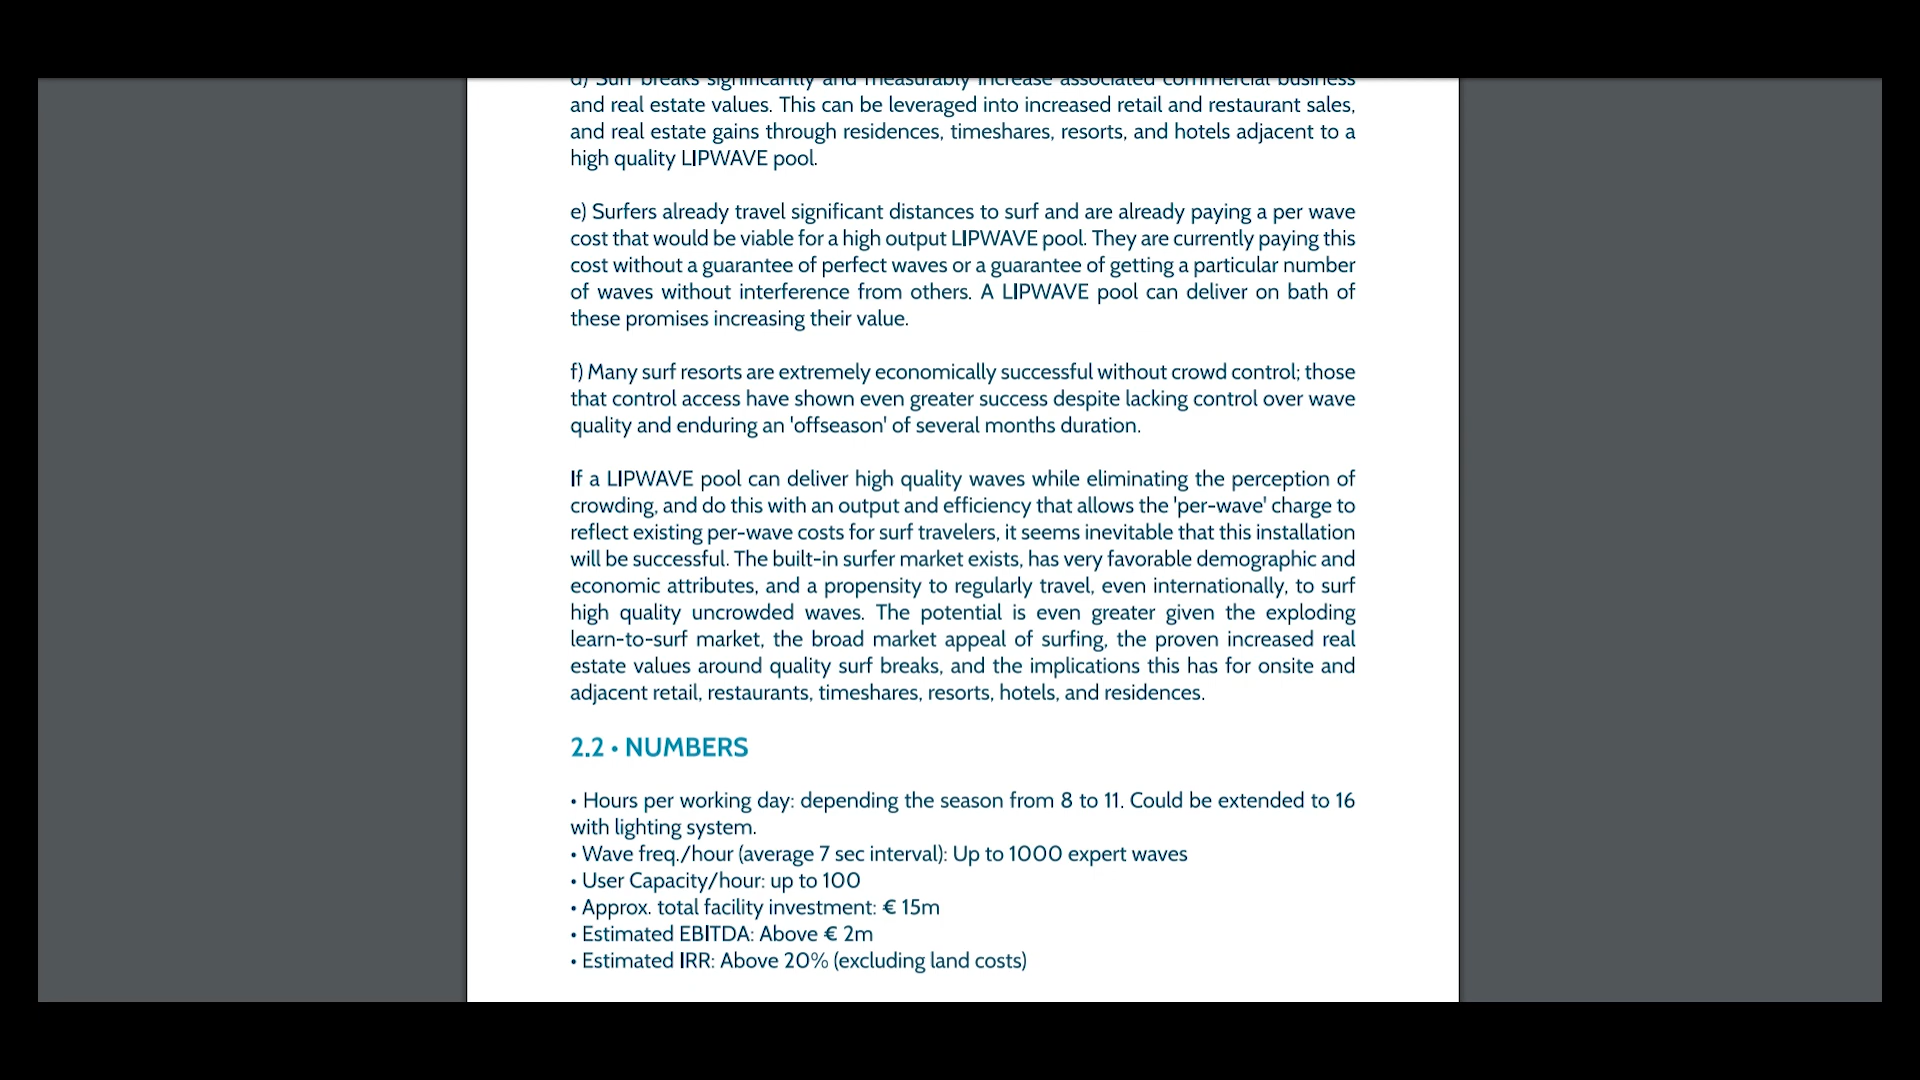 d) Surf breaks significantly and measurably increase associated commercial business
and real estate values. This can be leveraged into increased retail and restaurant sales,
and real estate gains through residences, timeshares, resorts, and hotels adjacent to a
high quality LIPWAVE pool.
e) Surfers already travel significant distances to surf and are already paying a per wave
cost that would be viable for a high output LIPWAVE pool. They are currently paying this
cost without a guarantee of perfect waves or a guarantee of getting a particular number
of waves without interference from others. A LIPWAVE pool can deliver on bath of
these promises increasing their value.
f) Many surf resorts are extremely economically successful without crowd control; those
that control access have shown even greater success despite lacking control over wave
quality and enduring an 'offseason' of several months duration.
If a LIPWAVE pool can deliver high quality waves while eliminating the perception of
crowding, and do this with an output and efficiency that allows the 'per-wave' charge to
reflect existing per-wave costs for surf travelers, it seems inevitable that this installation
will be successful. The built-in surfer market exists, has very favorable demographic and
economic attributes, and a propensity to regularly travel, even internationally, to surf
high quality uncrowded waves. The potential is even greater given the exploding
learn-to-surf market, the broad market appeal of surfing, the proven increased real
estate values around quality surf breaks, and the implications this has for onsite and
adjacent retail, restaurants, timeshares, resorts, hotels, and residences.
2.2 • NUMBERS
• Hours per working day: depending the season from 8 to 11. Could be extended to 16
with lighting system.
• Wave freq./hour (average 7 sec interval): Up to 1000 expert waves
• User Capacity/hour: up to 100
• Approx. total facility investment: € 15m
• Estimated EBITDA: Above € 2m
• Estimated IRR: Above 20% (excluding land costs)